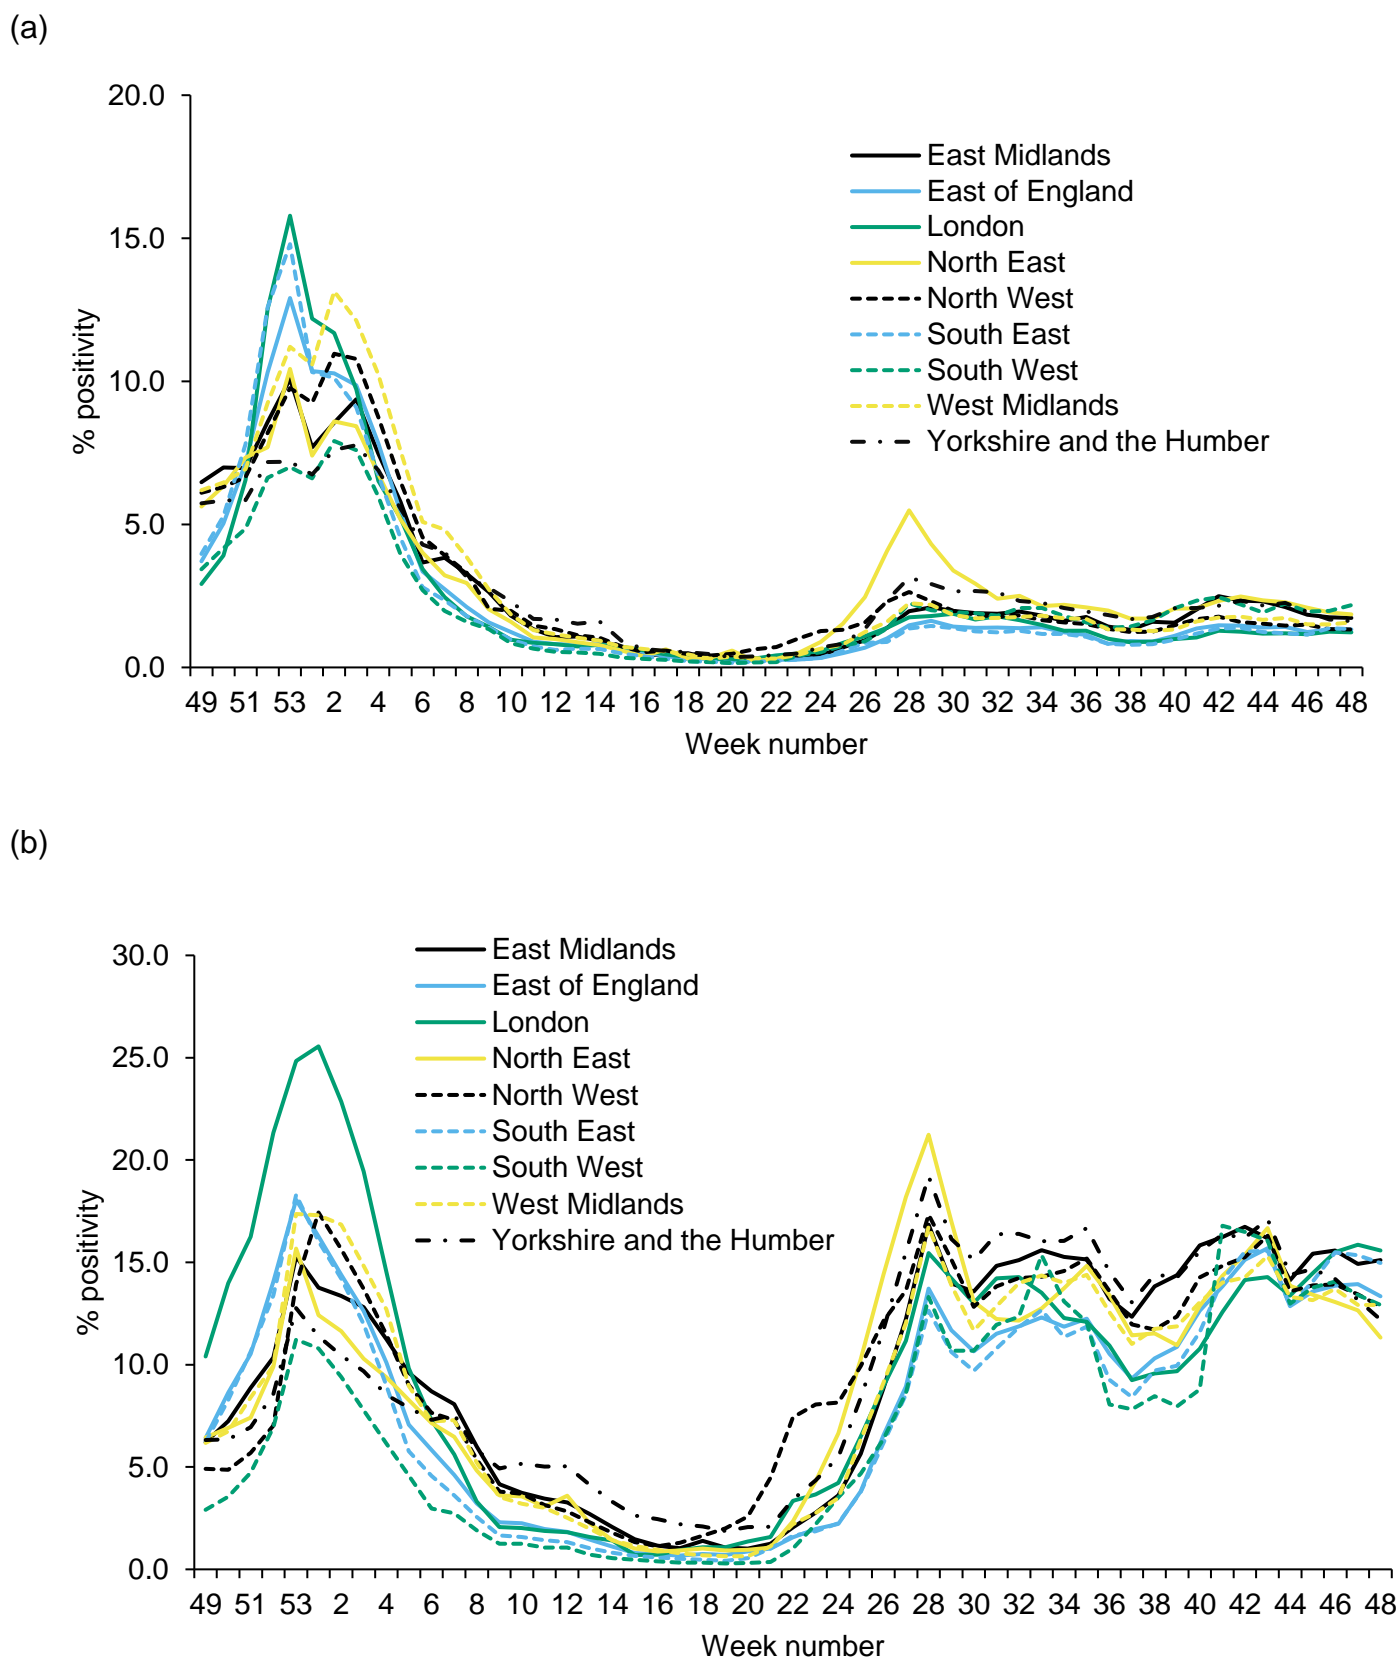 (a)
20.0
15.0
10.0
5.0
0.0
% positivity
East Midlands
East of England
London
North East
North West
South East
South West
West Midlands
Yorkshire and the Humber
49 51 53 2 4 6 8 10 12 14 16 18 20 22 24 26 28 30 32 34 36 38 40 42 44 46 48
Week number
(b)
30.0
25.0
20.0
15.0
10.0
5.0
0.0
% positivity
East Midlands
East of England
London
North East
North West
South East
South West
West Midlands
Yorkshire and the Humber
49 51 53 2 4 6 8 10 12 14 16 18 20 22 24 26 28 30 32 34 36 38 40 42 44 46 48
Week number